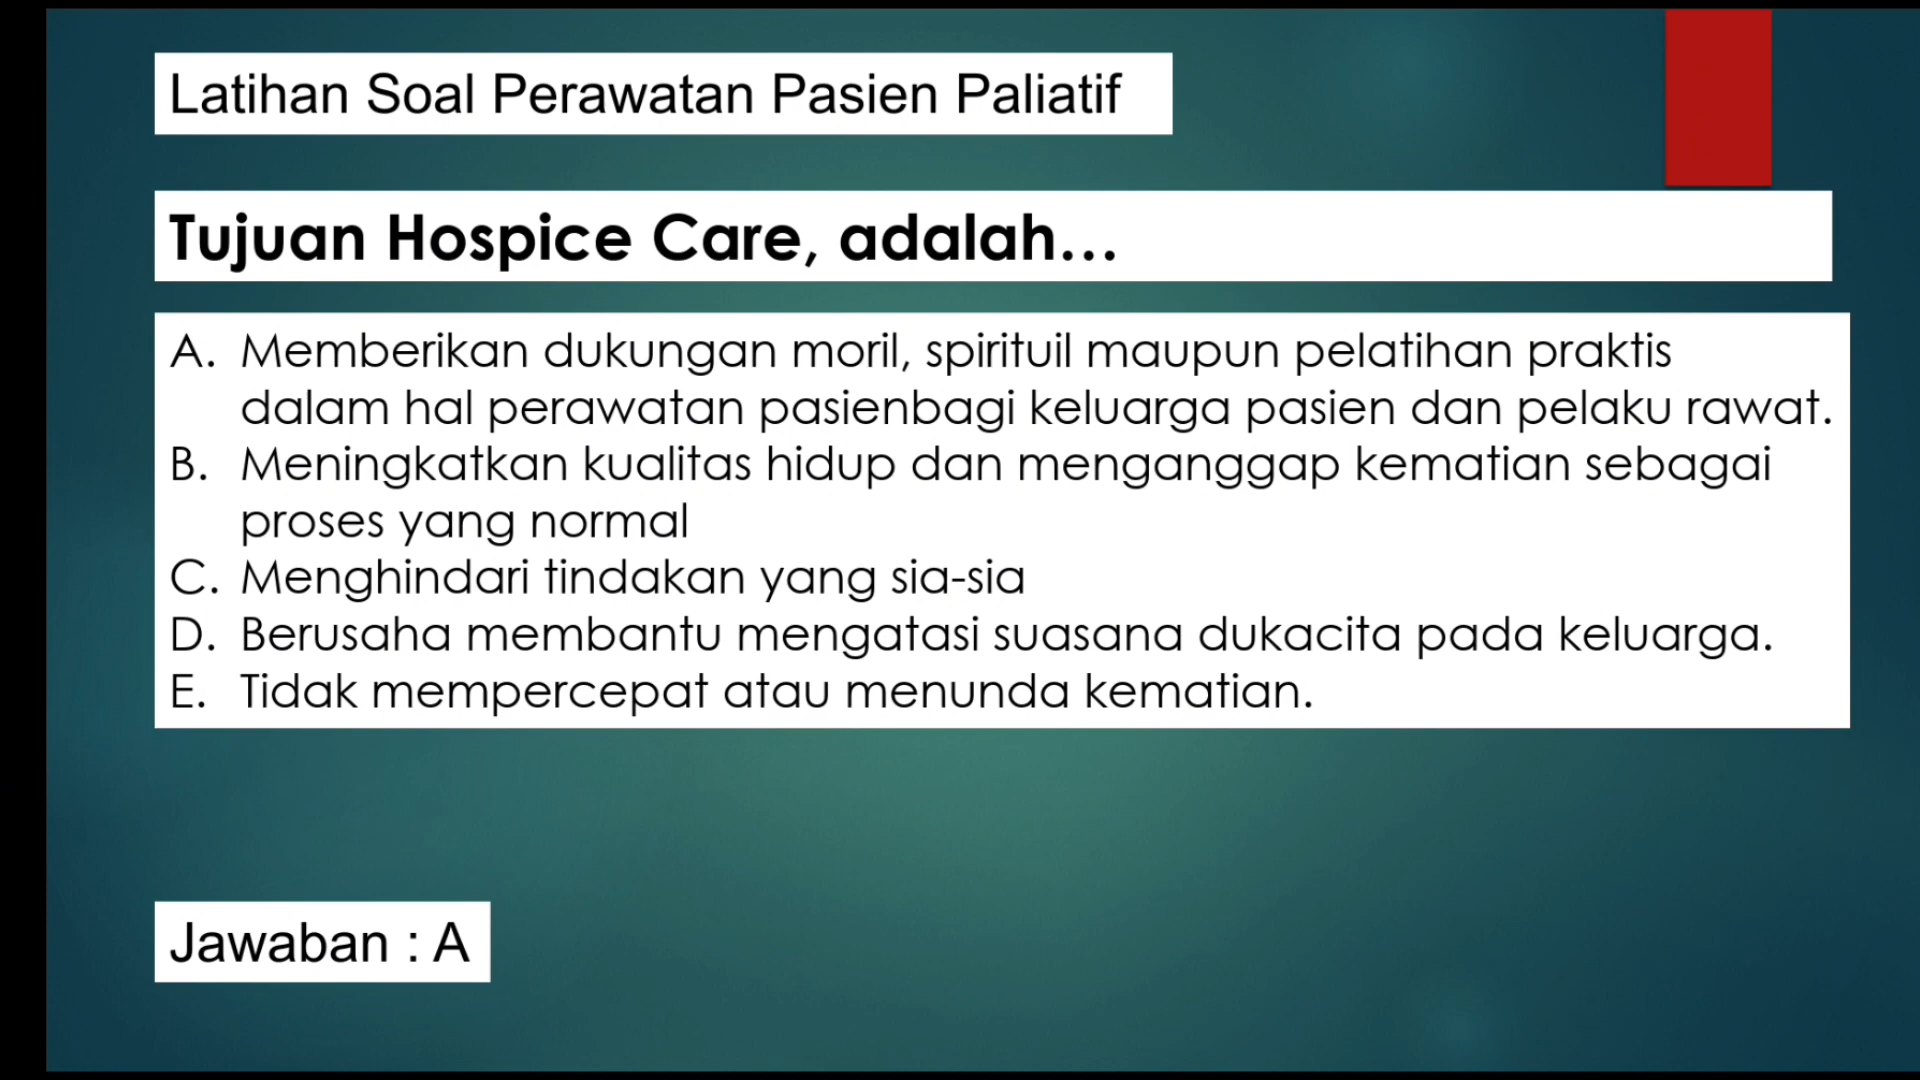 Latihan Soal Perawatan Pasien Paliatif
Tujuan Hospice Care, adalah...
A. Memberikan dukungan moril, spirituil maupun pelatihan praktis
dalam hal perawatan pasienbagi keluarga pasien dan pelaku rawat.
B. Meningkatkan kualitas hidup dan menganggap kematian sebagai
proses yang normal
C. Menghindari tindakan yang sia-sia
D. Berusaha membantu mengatasi suasana dukacita pada keluarga.
E. Tidak mempercepat atau menunda kematian.
Jawaban : A